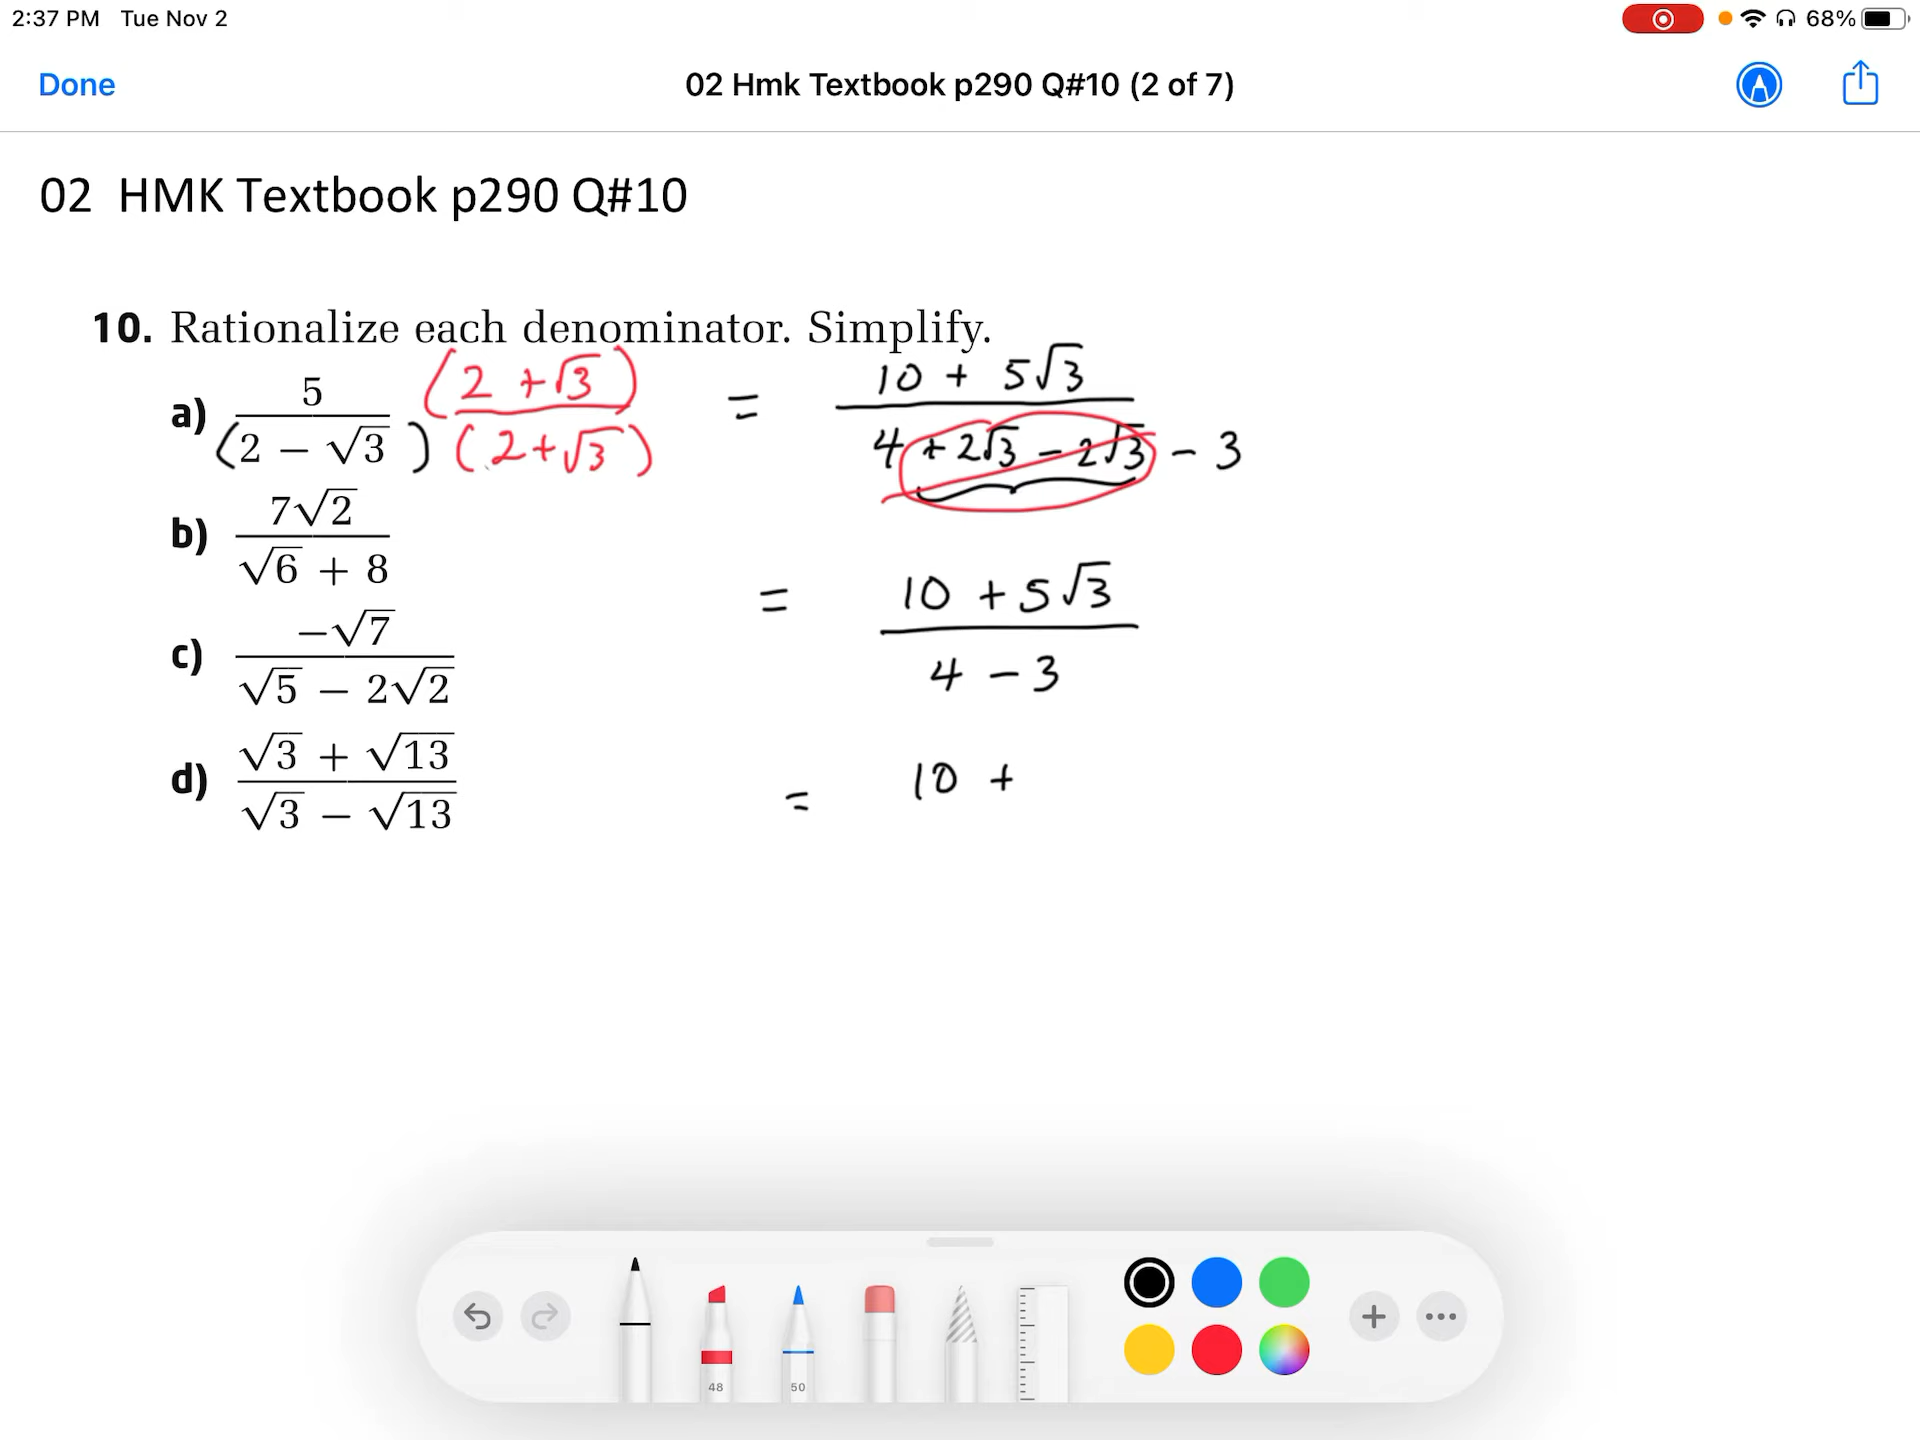 2:37 PM Tue Nov 2 68%
Done 02 Hmk Textbook p290 Q#10 (2 of 7)
02 HMK Textbook p290 Q#10
10. Rationalize each denominator. Simplify.
a) 5 (2 + √3) = 10 + 5√3
(2 − √3) (2 + √3) 4 + 2√3 − 2√3 − 3
b) 7√2
√6 + 8
= 10 + 5√3
4 − 3
c) −√7
√5 − 2√2
d) √3 + √13
√3 − √13
= 10 +
48 50